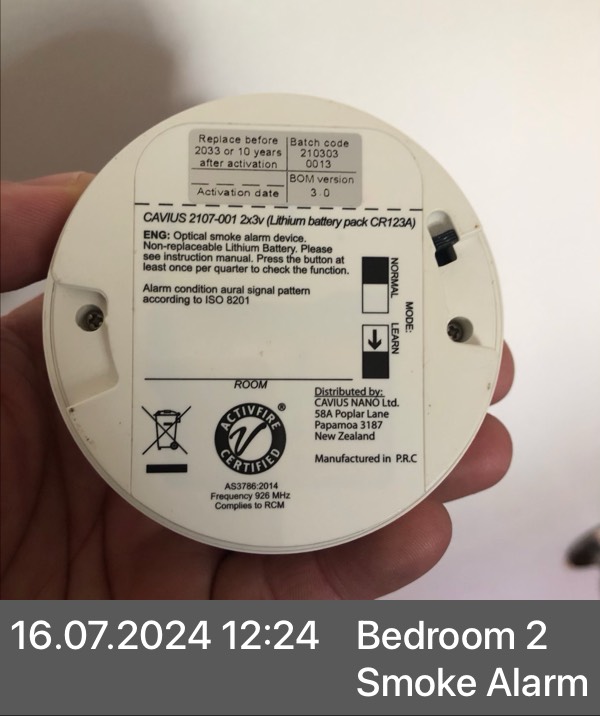 Replace before
2033 or 10 years
after activation
Activation date
Batch code
210303
0013
BOM version
3.0
CAVIUS 2107-001 2x3v (Lithium battery pack CR123A)
ENG: Optical smoke alarm device.
Non-replaceable Lithium Battery. Please
see instruction manual. Press the button at
least once per quarter to check the function.
Alarm condition aural signal pattern
according to ISO 8201
NORMAL
MODE:
LEARN
ROOM
ACTIVFIRE
®
CERTIFIED
AS3786:2014
Frequency 926 MHz
Complies to RCM
Distributed by:
CAVIUS NANO Ltd.
58A Poplar Lane
Papamoa 3187
New Zealand
Manufactured in P.R.C
16.07.2024 12:24
Bedroom 2
Smoke Alarm